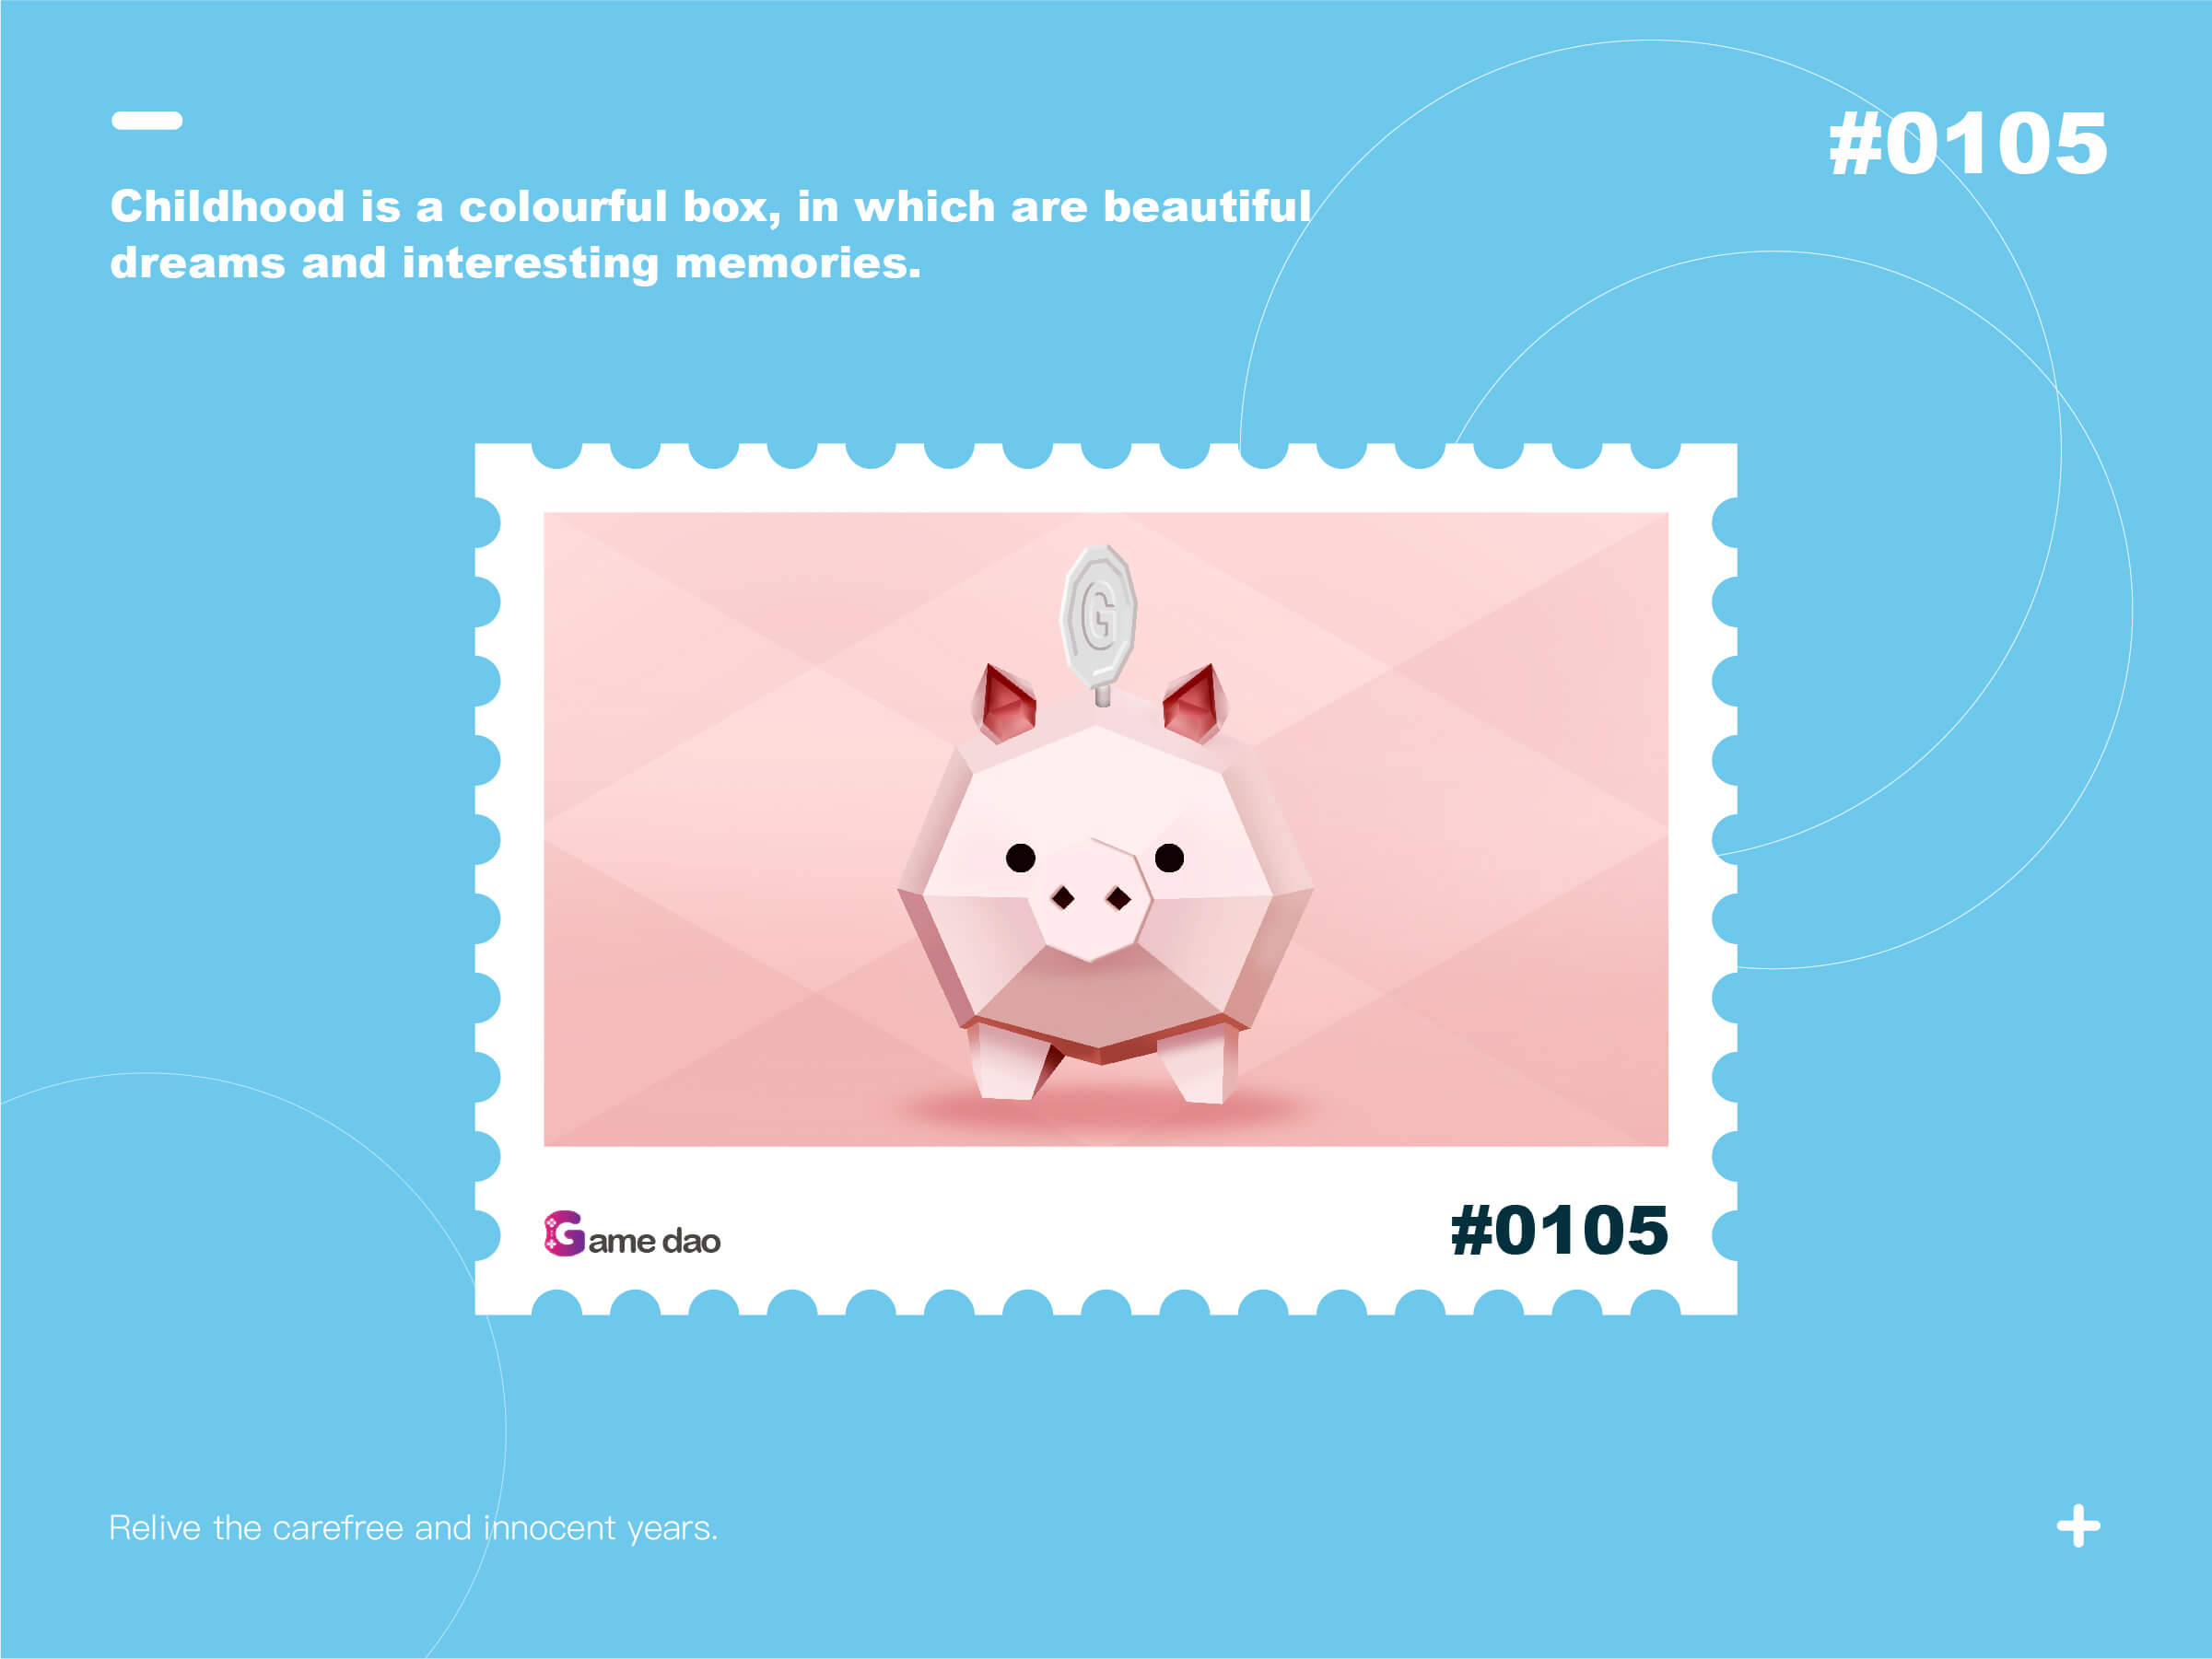 #0105
Childhood is a colourful box, in which are beautiful
dreams and interesting memories.
G
Game dao
#0105
Relive the carefree and innocent years.